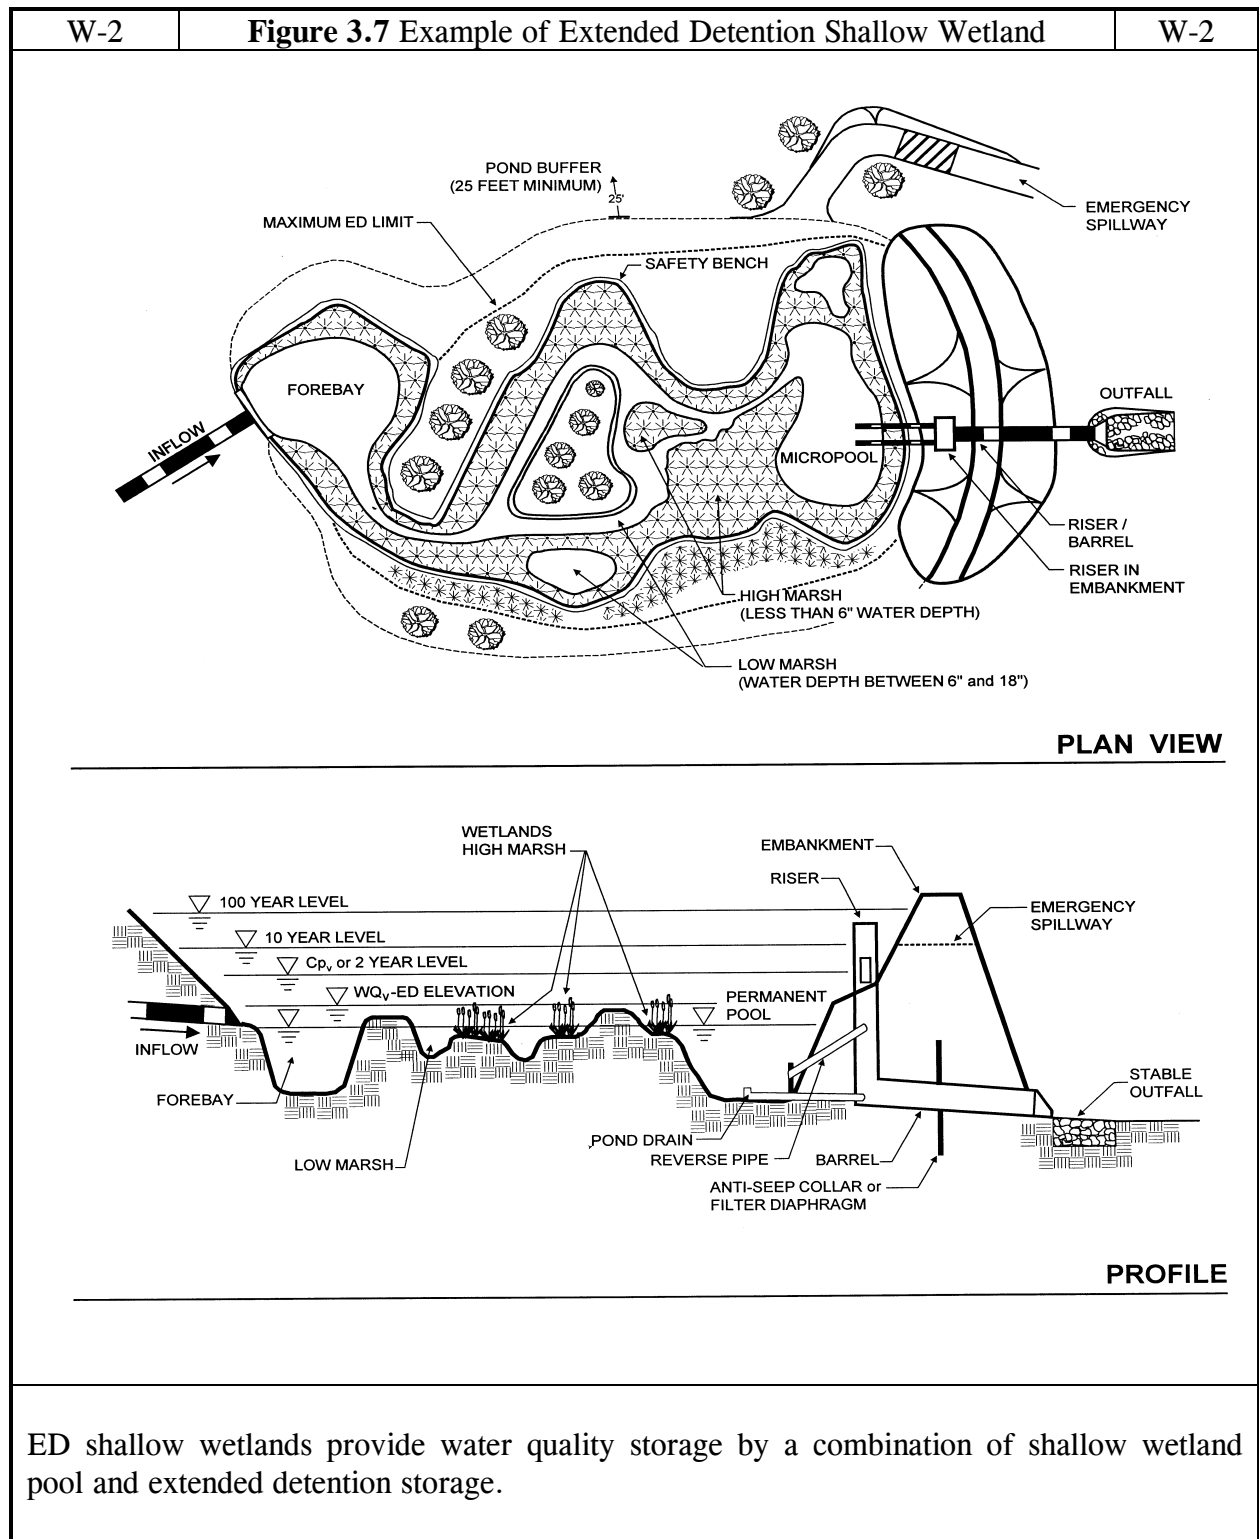 W-2
Figure 3.7 Example of Extended Detention Shallow Wetland
W-2
POND BUFFER
(25 FEET MINIMUM)
25'
MAXIMUM ED LIMIT
EMERGENCY
SPILLWAY
SAFETY BENCH
FOREBAY
OUTFALL
INFLOW
MICROPOOL
RISER /
BARREL
RISER IN
EMBANKMENT
HIGH MARSH
(LESS THAN 6" WATER DEPTH)
LOW MARSH
(WATER DEPTH BETWEEN 6" and 18")
PLAN VIEW
WETLANDS
HIGH MARSH
EMBANKMENT
RISER
100 YEAR LEVEL
EMERGENCY
SPILLWAY
10 YEAR LEVEL
Cpv or 2 YEAR LEVEL
WQv-ED ELEVATION
PERMANENT
POOL
INFLOW
FOREBAY
STABLE
OUTFALL
POND DRAIN
LOW MARSH
REVERSE PIPE
BARREL
ANTI-SEEP COLLAR or
FILTER DIAPHRAGM
PROFILE
ED shallow wetlands provide water quality storage by a combination of shallow wetland
pool and extended detention storage.